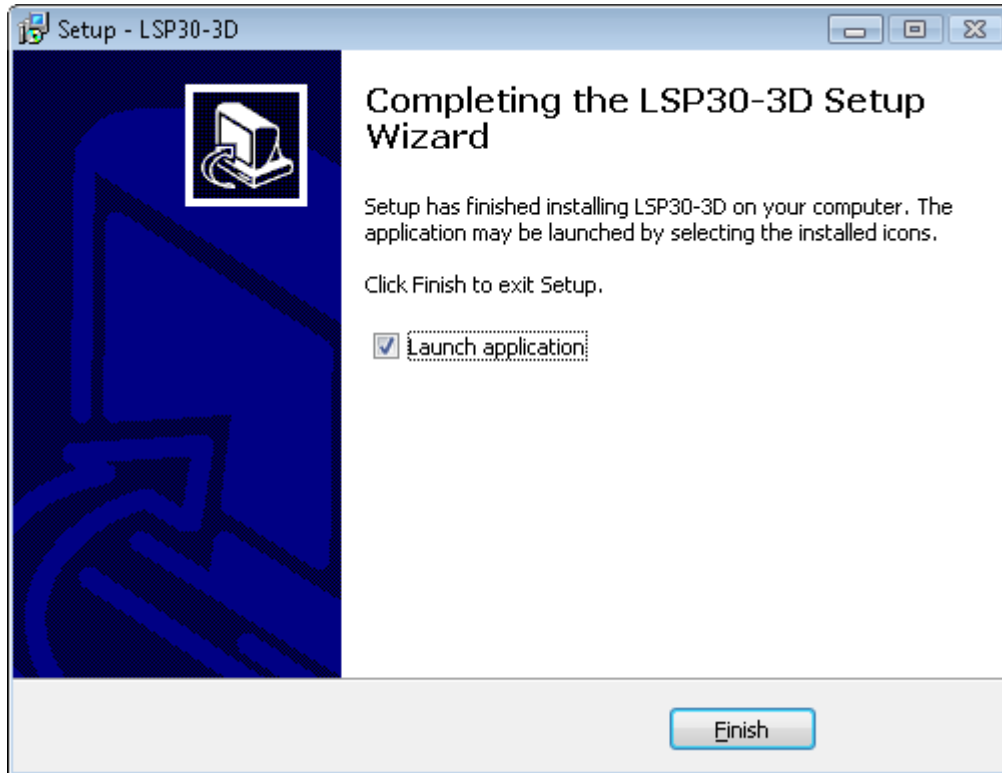 Setup - LSP30-3D
Completing the LSP30-3D Setup
Wizard
Setup has finished installing LSP30-3D on your computer. The
application may be launched by selecting the installed icons.
Click Finish to exit Setup.
Launch application
Finish